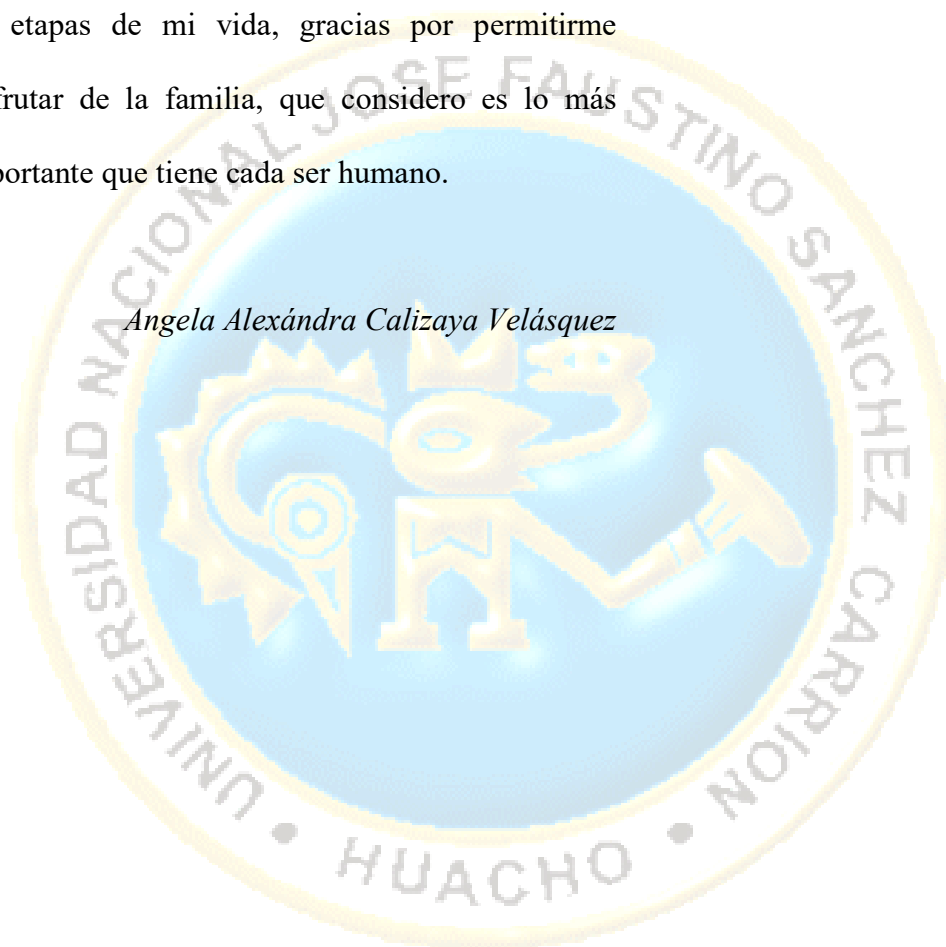 etapas de mi vida, gracias por permitirme
frutar de la familia, que considero es lo más
portante que tiene cada ser humano.
Angela Alexándra Calizaya Velásquez
UNIVERSIDAD NACIONAL JOSE FAUSTINO SANCHEZ CARRION
• HUACHO •